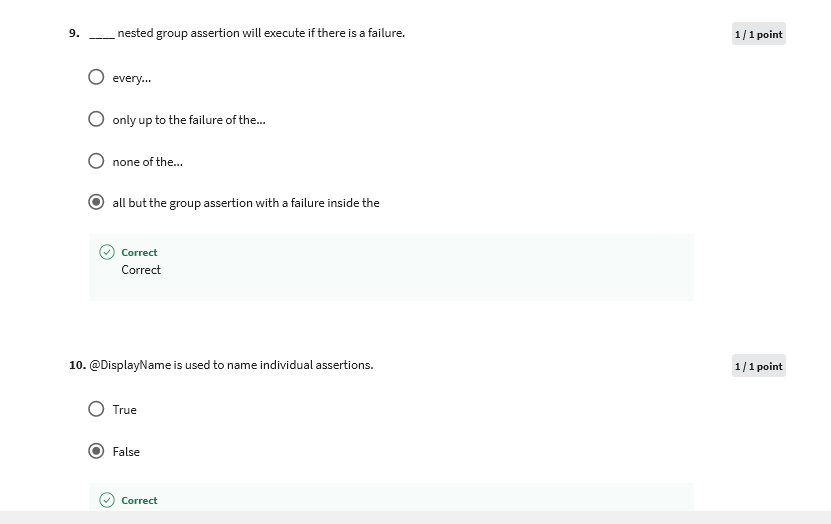 9. ____ nested group assertion will execute if there is a failure.
1 / 1 point
every...
only up to the failure of the...
none of the...
all but the group assertion with a failure inside the
Correct
Correct
10. @DisplayName is used to name individual assertions.
1 / 1 point
True
False
Correct